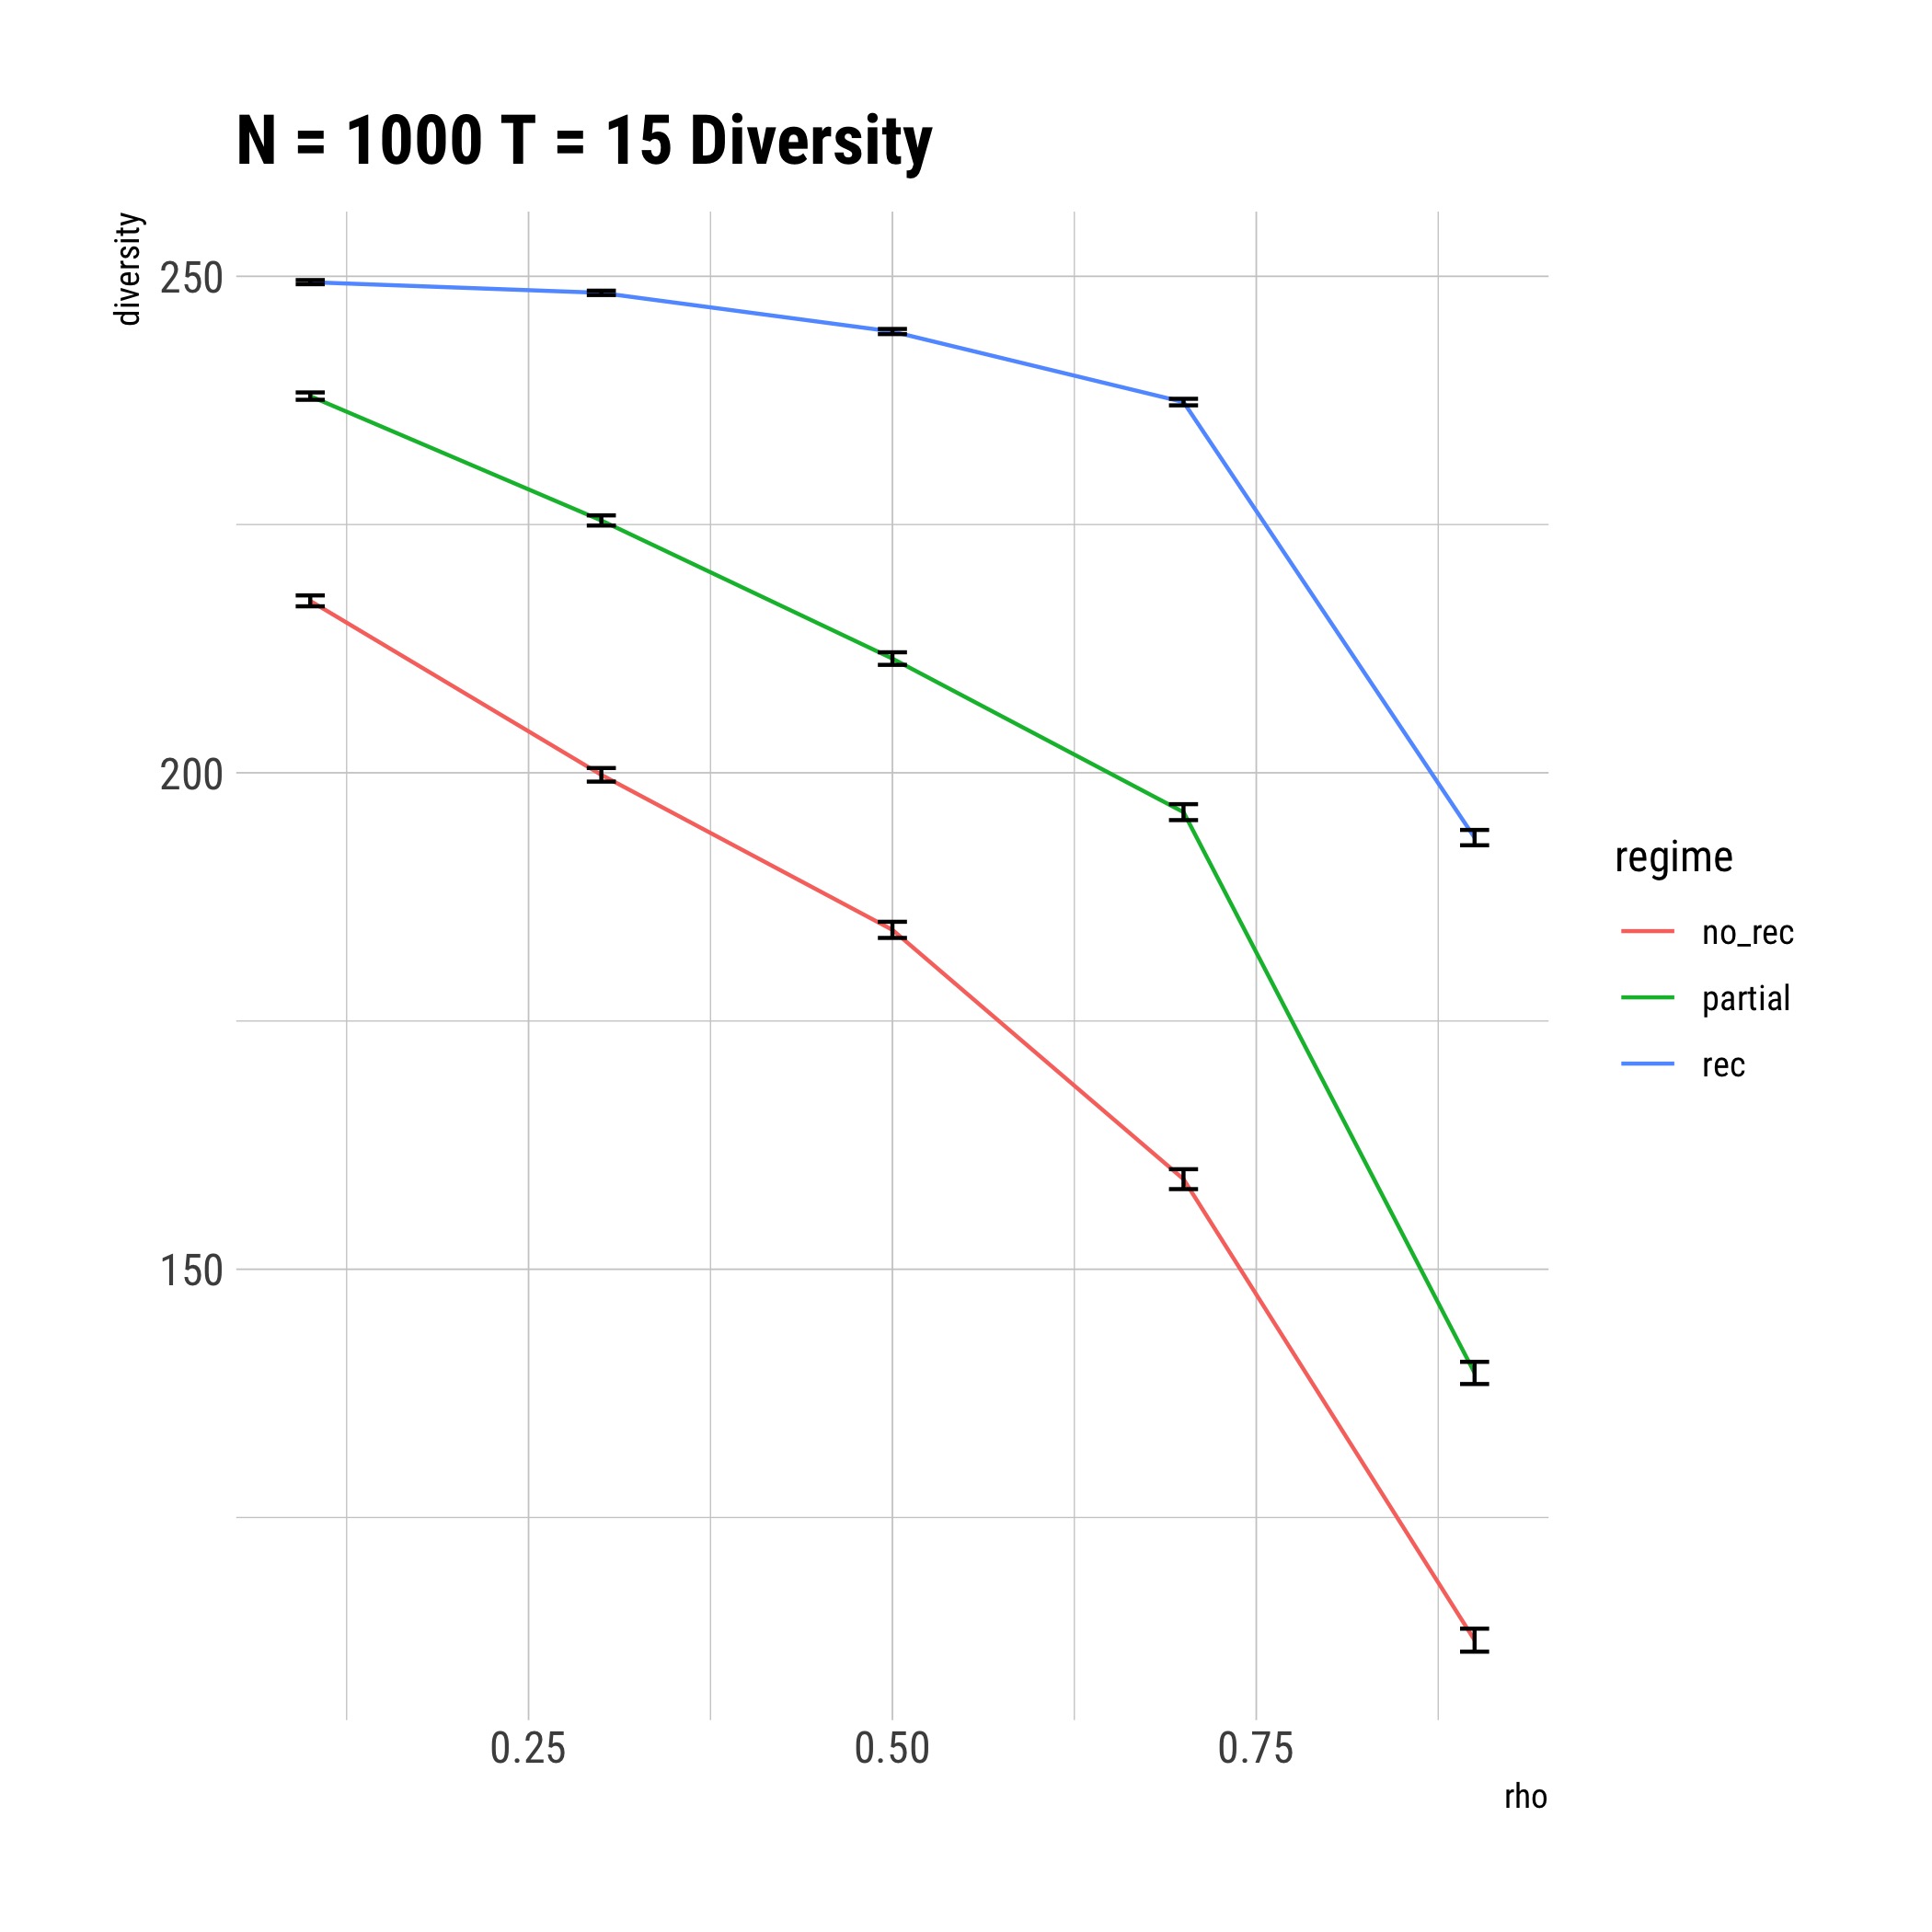 N = 1000 T = 15 Diversity
diversity
250
200
150
0.25 0.50 0.75
rho
regime
no_rec
partial
rec